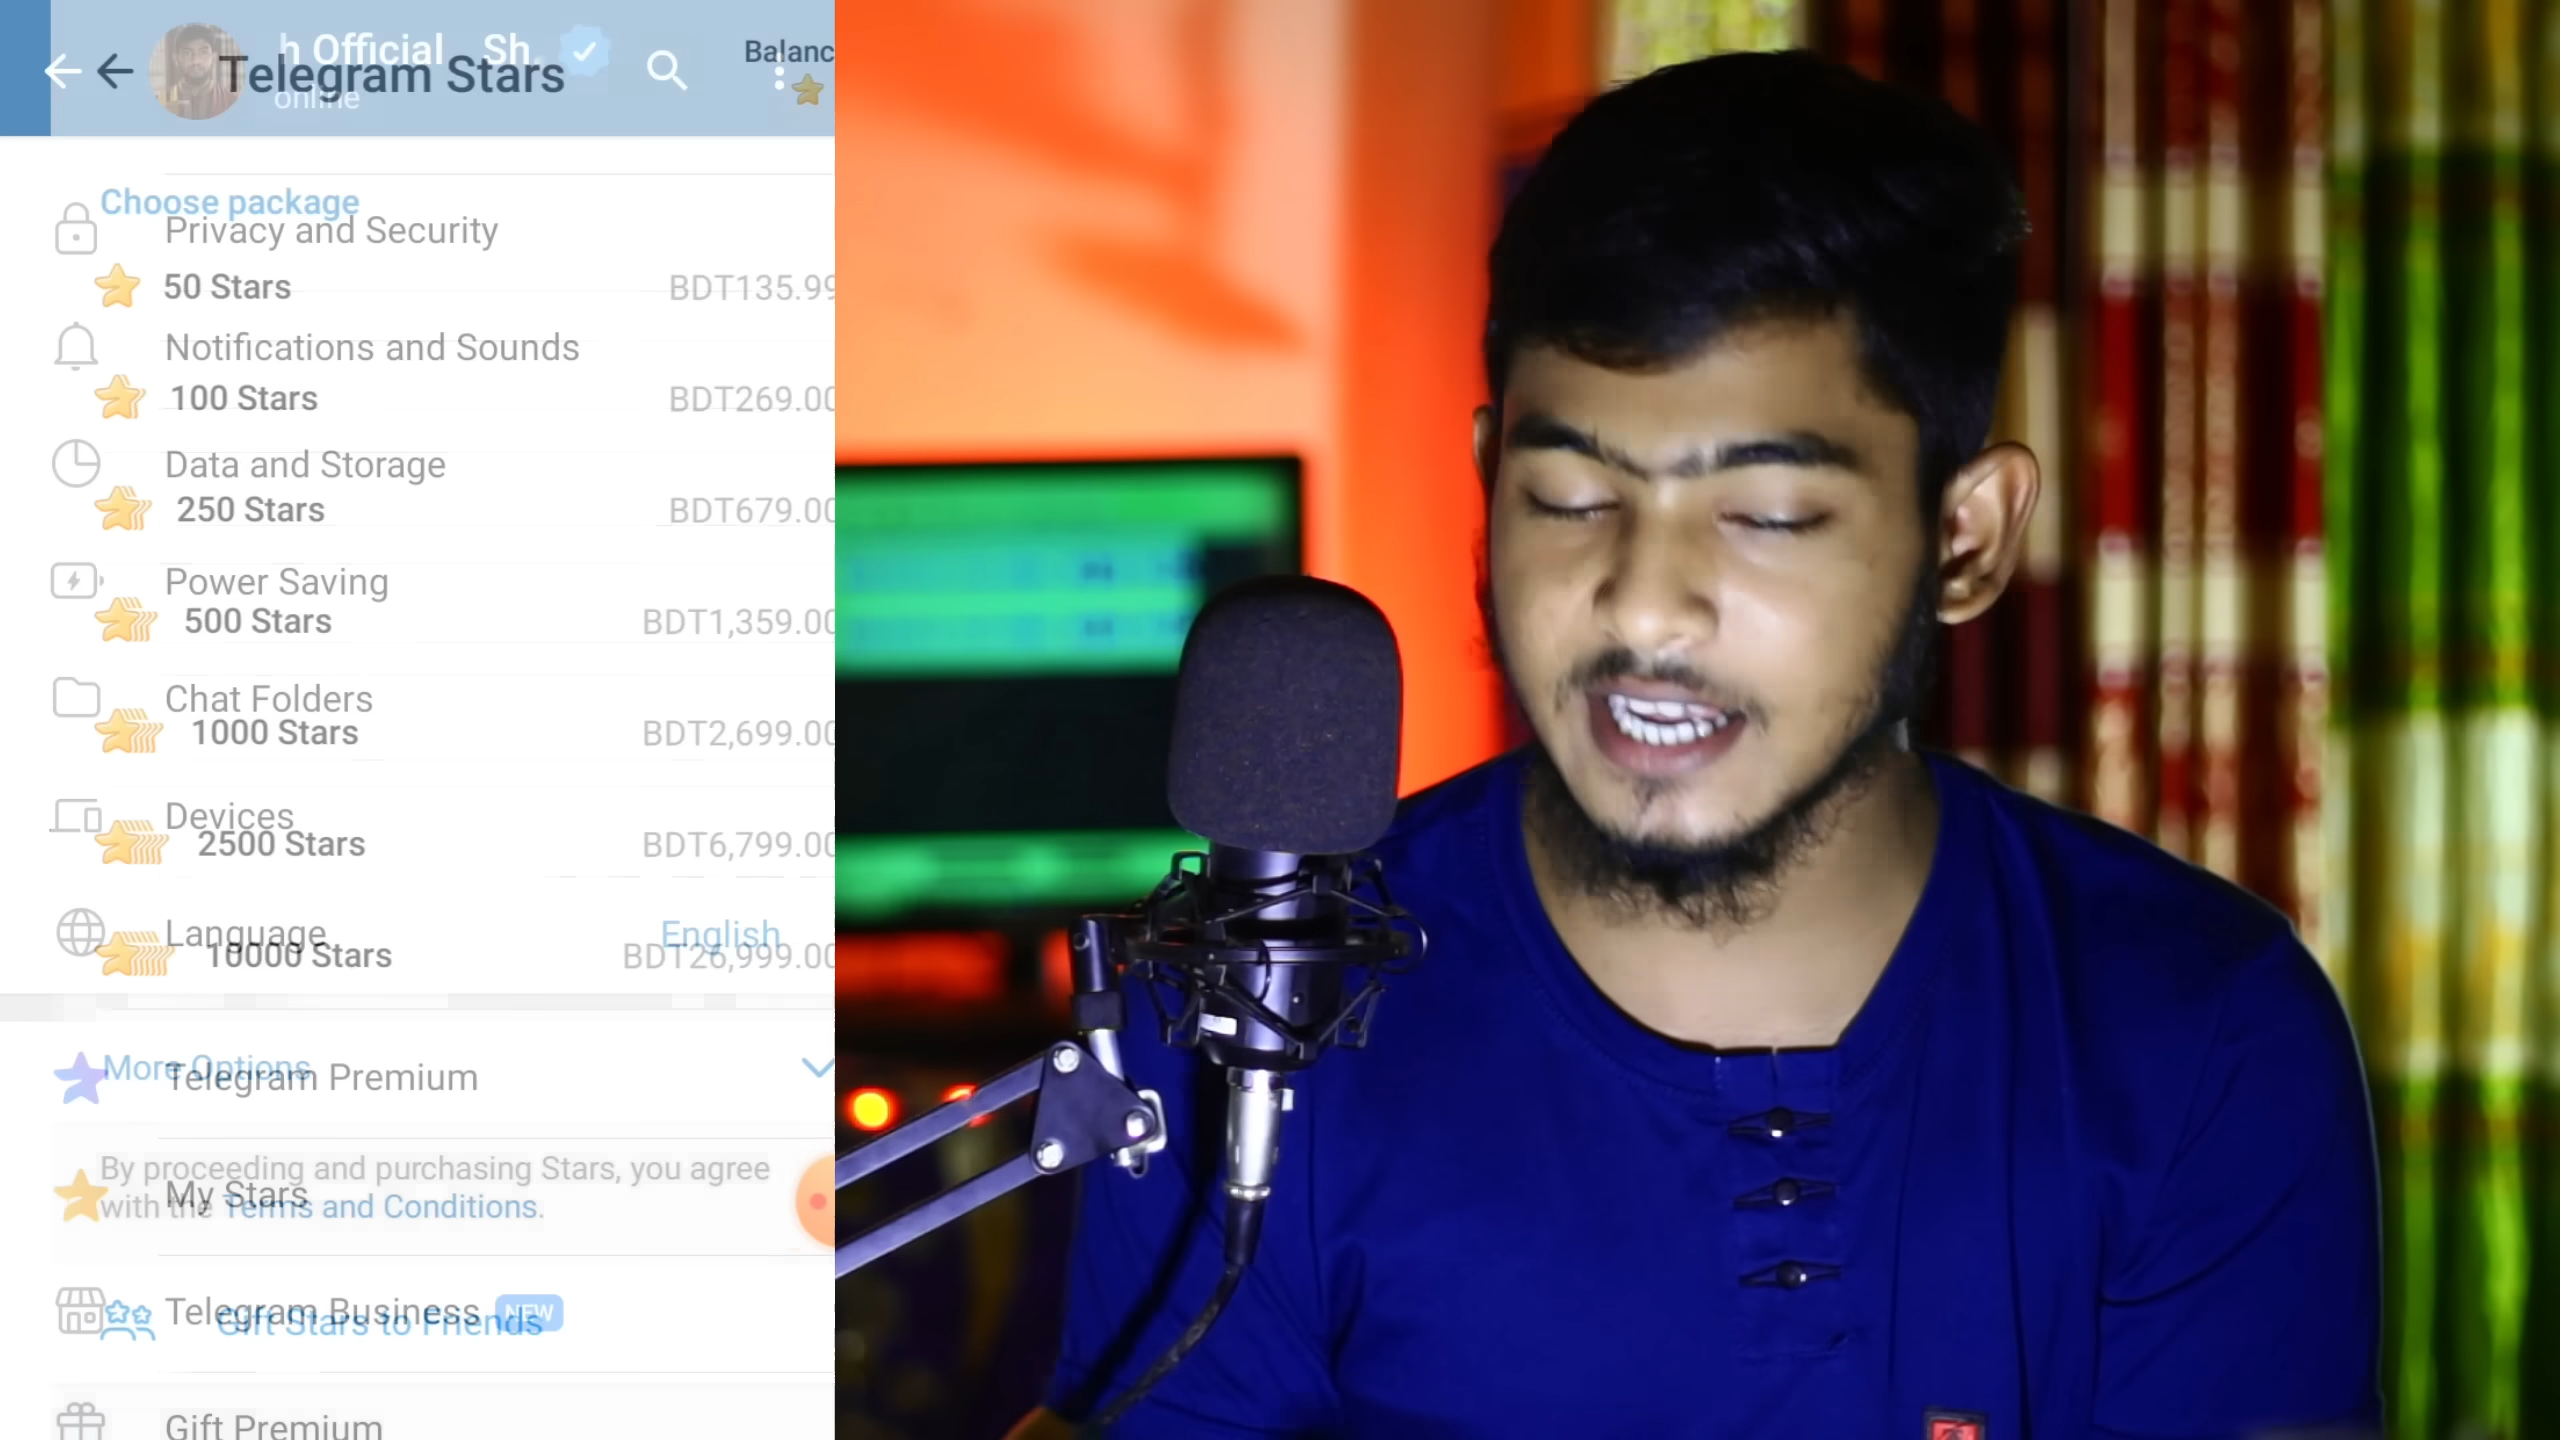 h Official _ Sh.
Telegram Stars
online
Balanc
Choose package
Privacy and Security
50 Stars BDT135.99
Notifications and Sounds
100 Stars BDT269.00
Data and Storage
250 Stars BDT679.00
Power Saving
500 Stars BDT1,359.00
Chat Folders
1000 Stars BDT2,699.00
Devices
2500 Stars BDT6,799.00
Language English
10000 Stars BDT26,999.00
More Options
Telegram Premium
By proceeding and purchasing Stars, you agree
My Stars
with the Terms and Conditions.
Telegram Business NEW
Gift Stars to Friends
Gift Premium